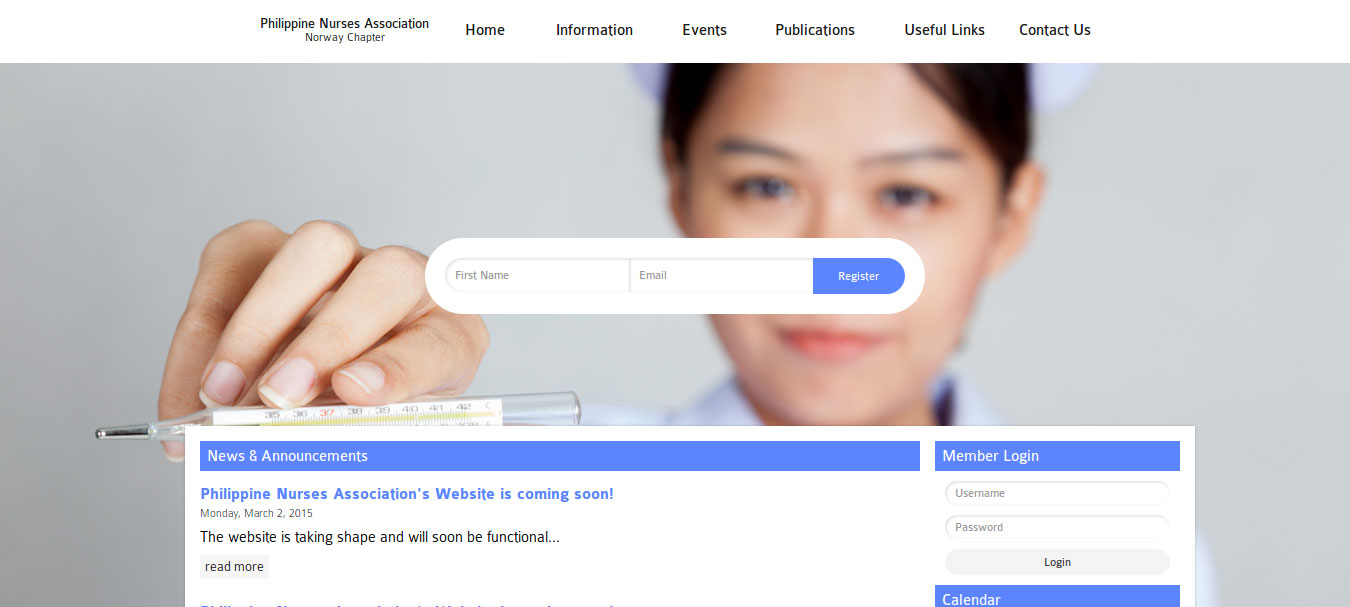 Philippine Nurses Association
Norway Chapter
Home
Information
Events
Publications
Useful Links
Contact Us
First Name
Email
Register
35 36 37 38 39 40 41 42 C
News & Announcements
Philippine Nurses Association's Website is coming soon!
Monday, March 2, 2015
The website is taking shape and will soon be functional...
read more
Member Login
Username
Password
Login
Calendar